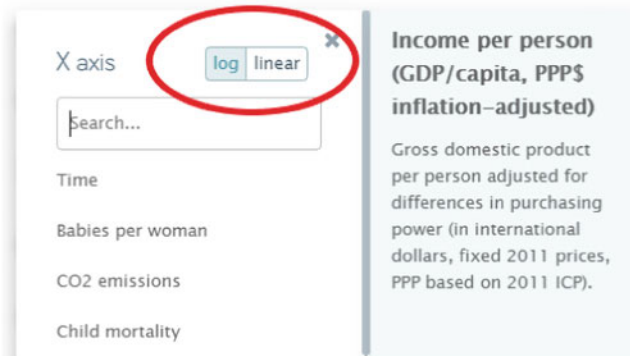 X axis
log linear
Search...
Time
Babies per woman
CO2 emissions
Child mortality
Income per person
(GDP/capita, PPP$
inflation-adjusted)
Gross domestic product
per person adjusted for
differences in purchasing
power (in international
dollars, fixed 2011 prices,
PPP based on 2011 ICP).